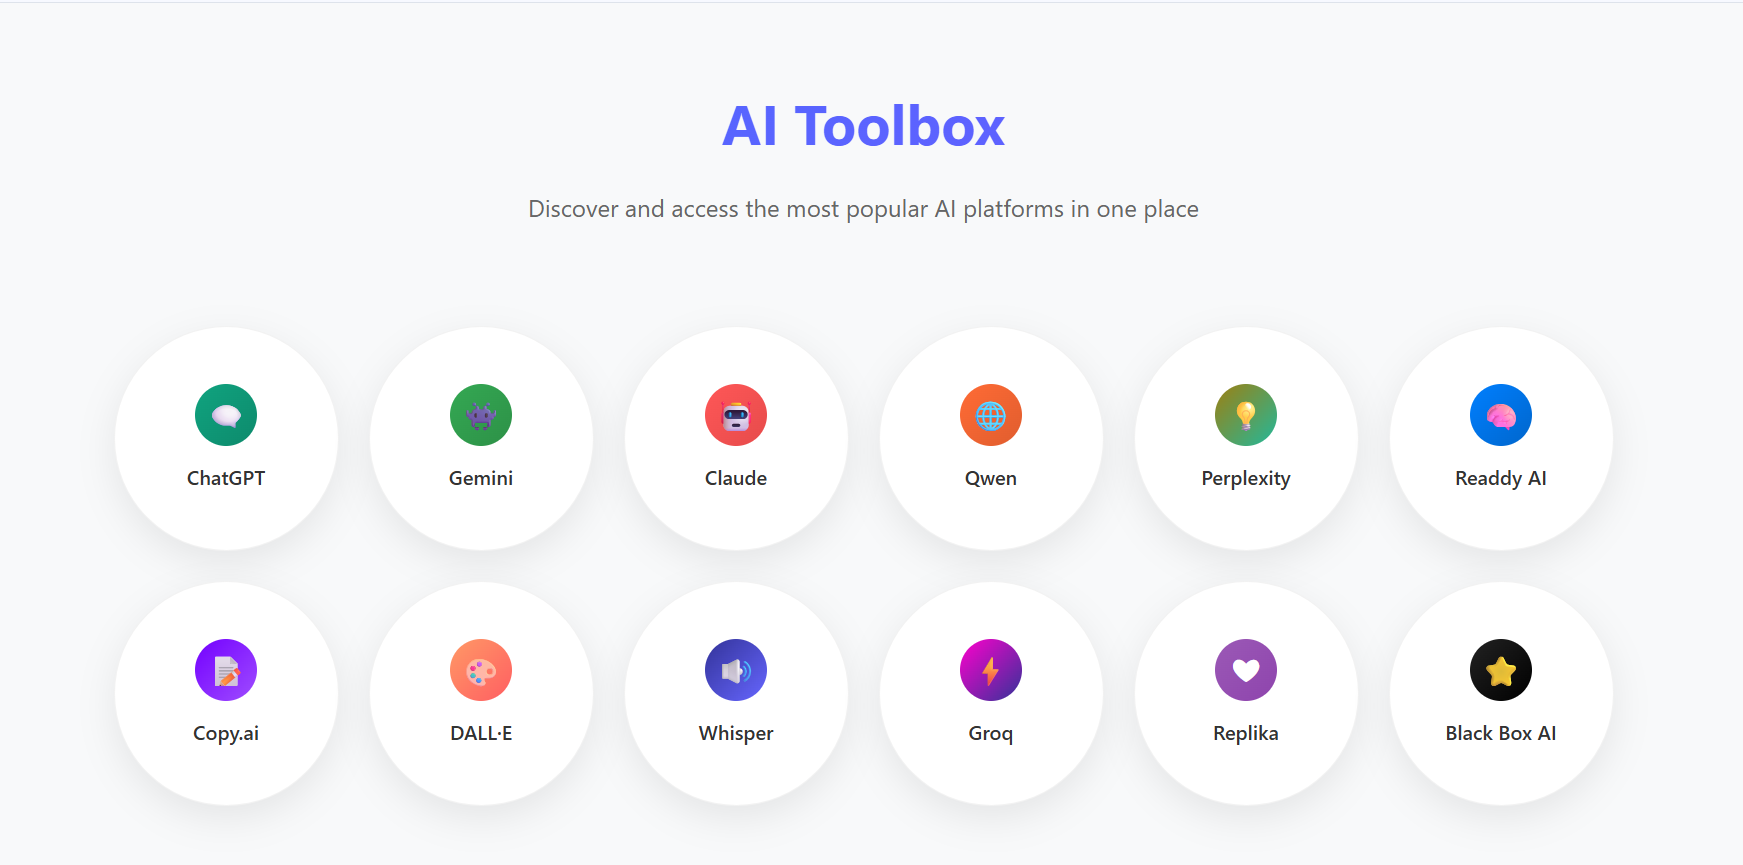 AI Toolbox
Discover and access the most popular AI platforms in one place
ChatGPT
Gemini
Claude
Qwen
Perplexity
Readdy AI
Copy.ai
DALL·E
Whisper
Groq
Replika
Black Box AI